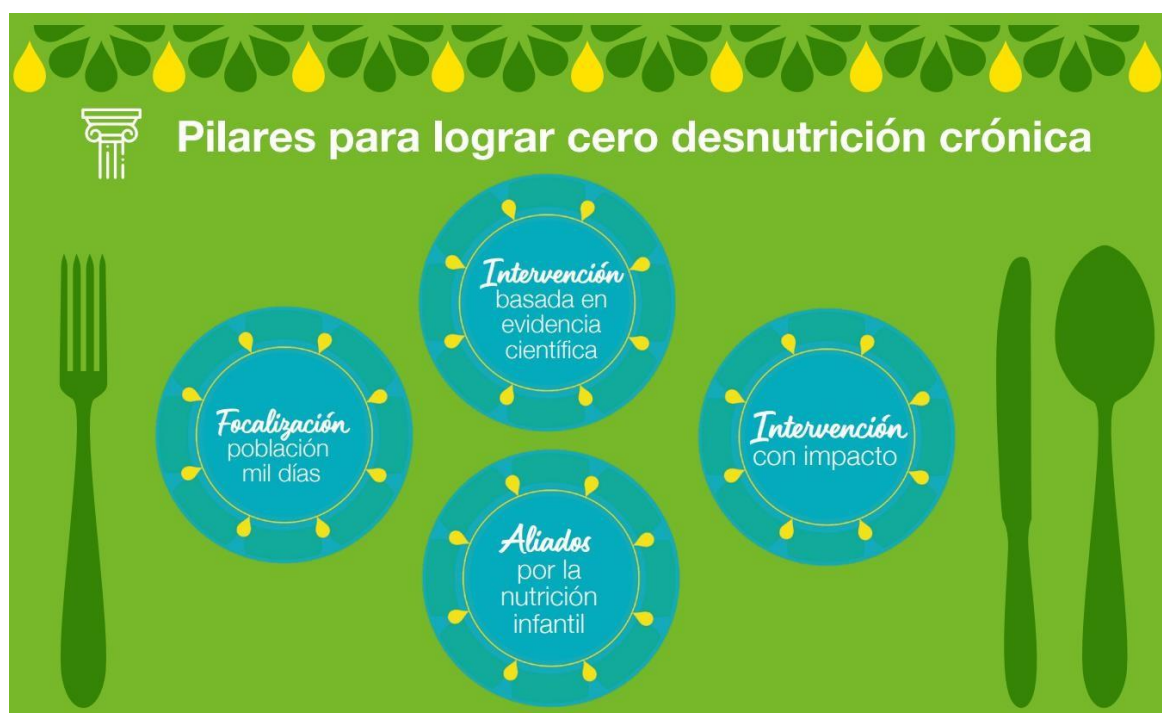 Pilares para lograr cero desnutrición crónica
Intervención
basada en
evidencia
científica
Focalización
población
mil días
Intervención
con impacto
Aliados
por la
nutrición
infantil